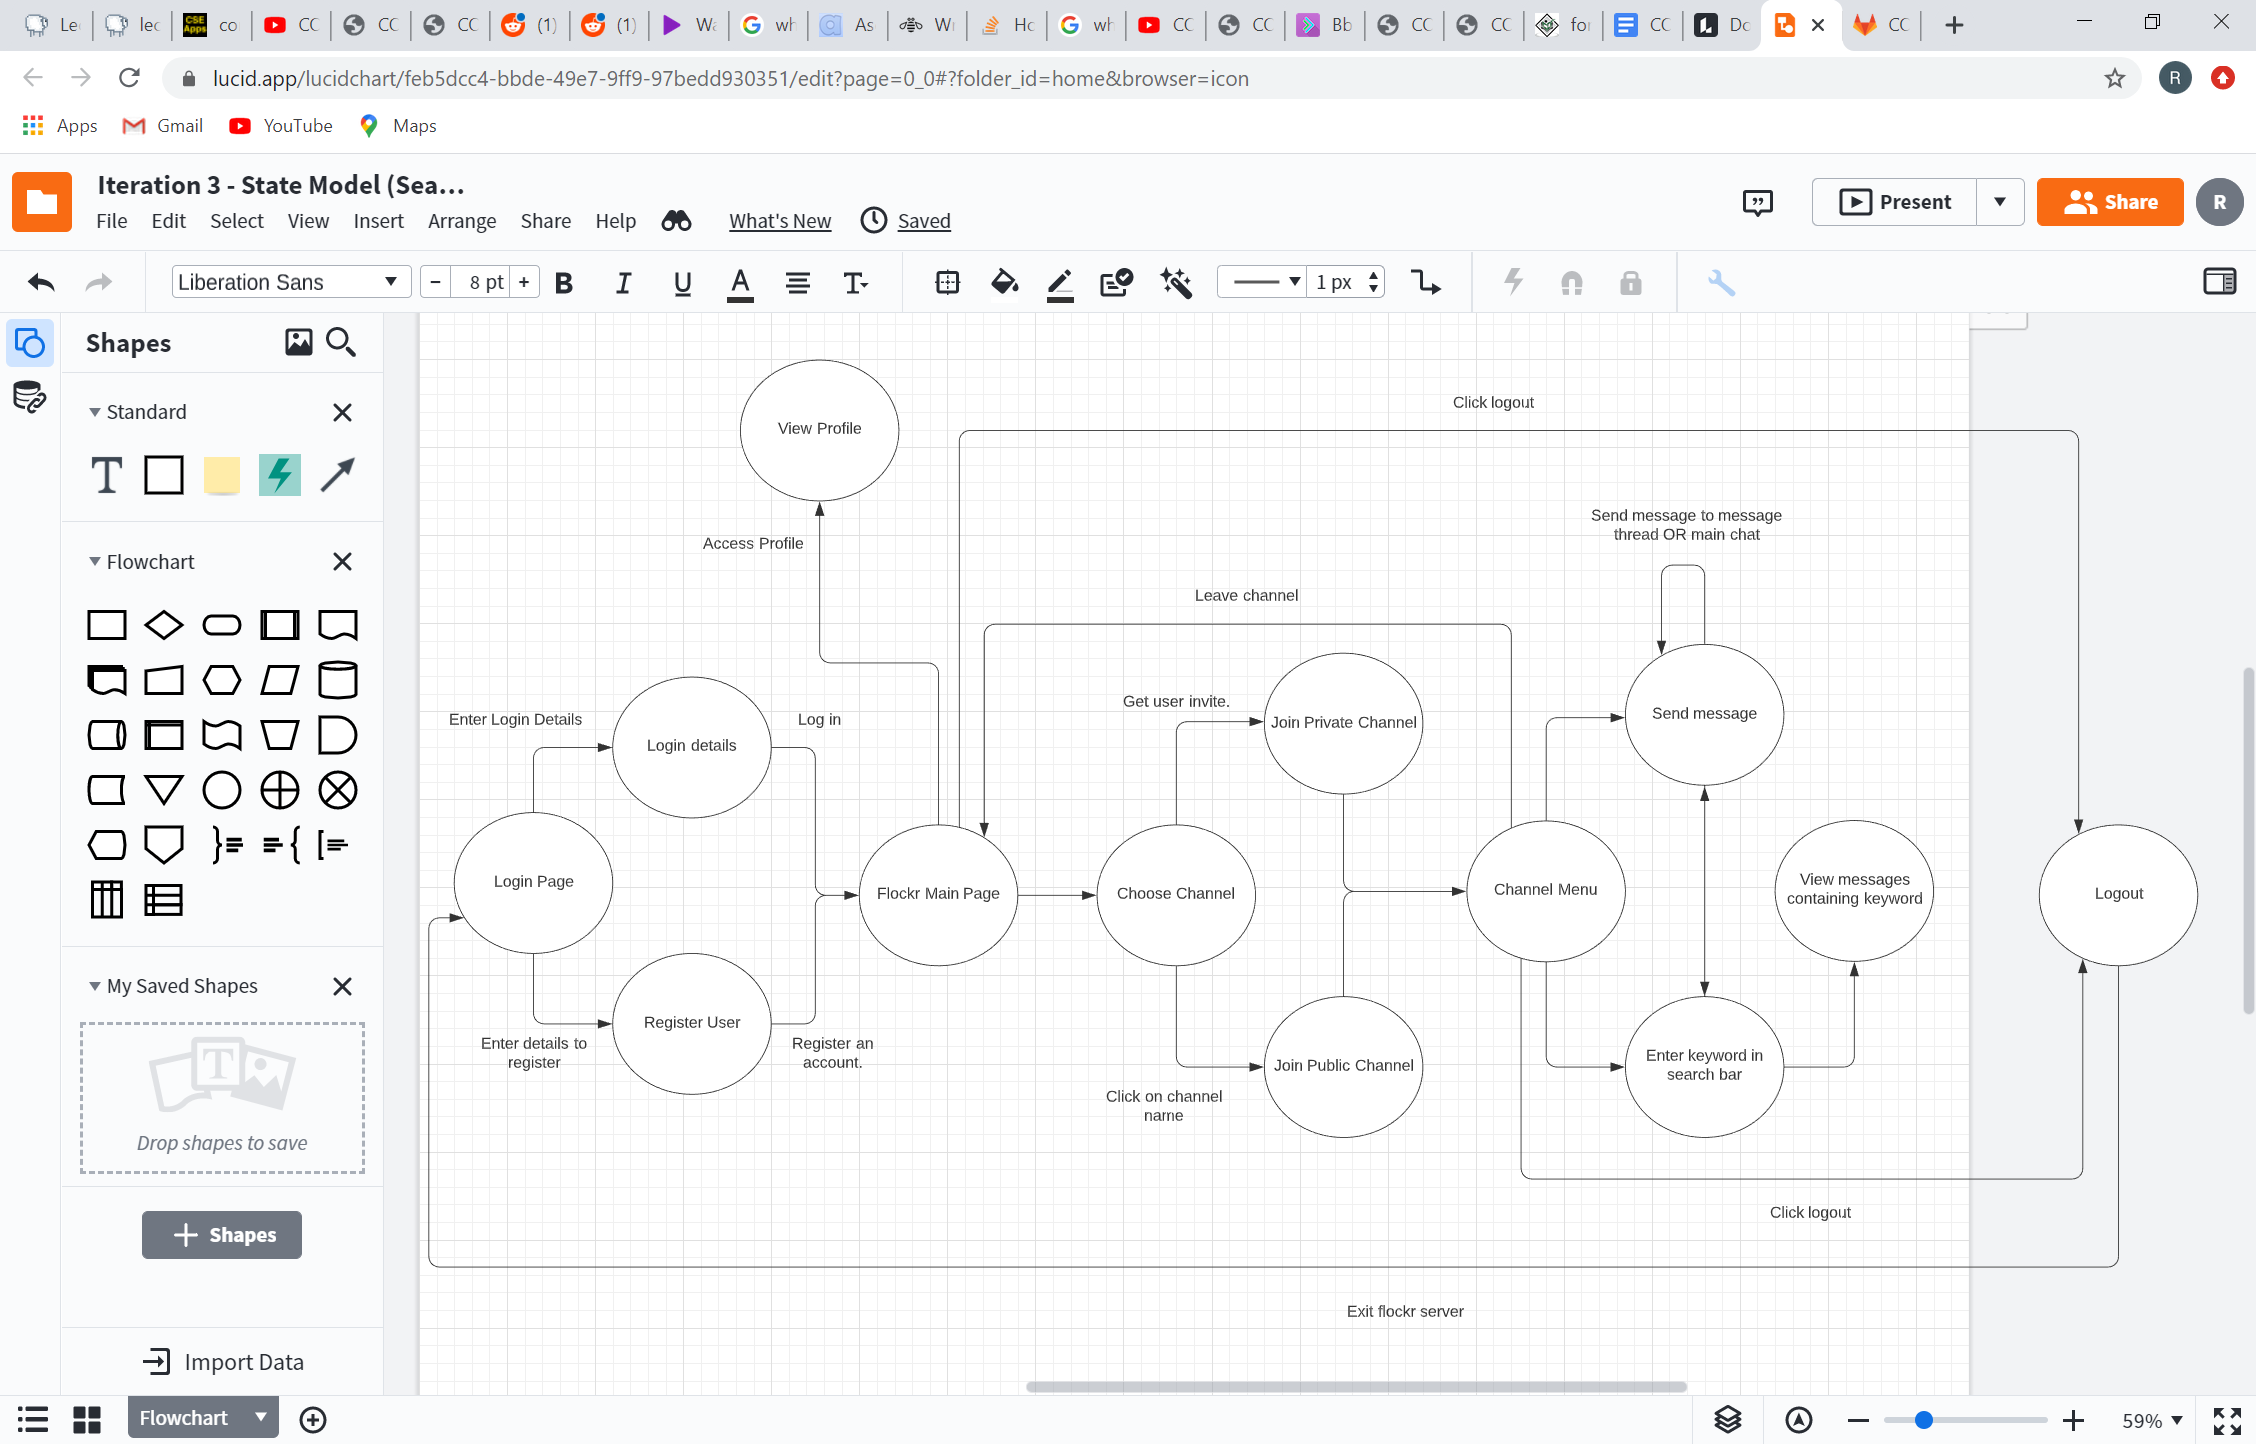 Le
lec
co
CC
CC
CC
(1)
(1)
Wa
wh
As
Wr
Ho
wh
CC
CC
Bb
CC
CC
for
CC
Dc
CC
lucid.app/lucidchart/feb5dcc4-bbde-49e7-9ff9-97bedd930351/edit?page=0_0#?folder_id=home&browser=icon
R
Apps
Gmail
YouTube
Maps
Iteration 3 - State Model (Sea...
File
Edit
Select
View
Insert
Arrange
Share
Help
What's New
Saved
Present
Share
R
Liberation Sans
8 pt
1 px
Shapes
Standard
Flowchart
My Saved Shapes
Drop shapes to save
Shapes
Import Data
View Profile
Click logout
Access Profile
Send message to message
thread OR main chat
Leave channel
Enter Login Details
Login details
Log in
Get user invite.
Join Private Channel
Send message
Login Page
Flockr Main Page
Choose Channel
Channel Menu
View messages
containing keyword
Logout
Register User
Enter details to
register
Register an
account.
Click on channel
name
Join Public Channel
Enter keyword in
search bar
Click logout
Exit flockr server
Flowchart
59%